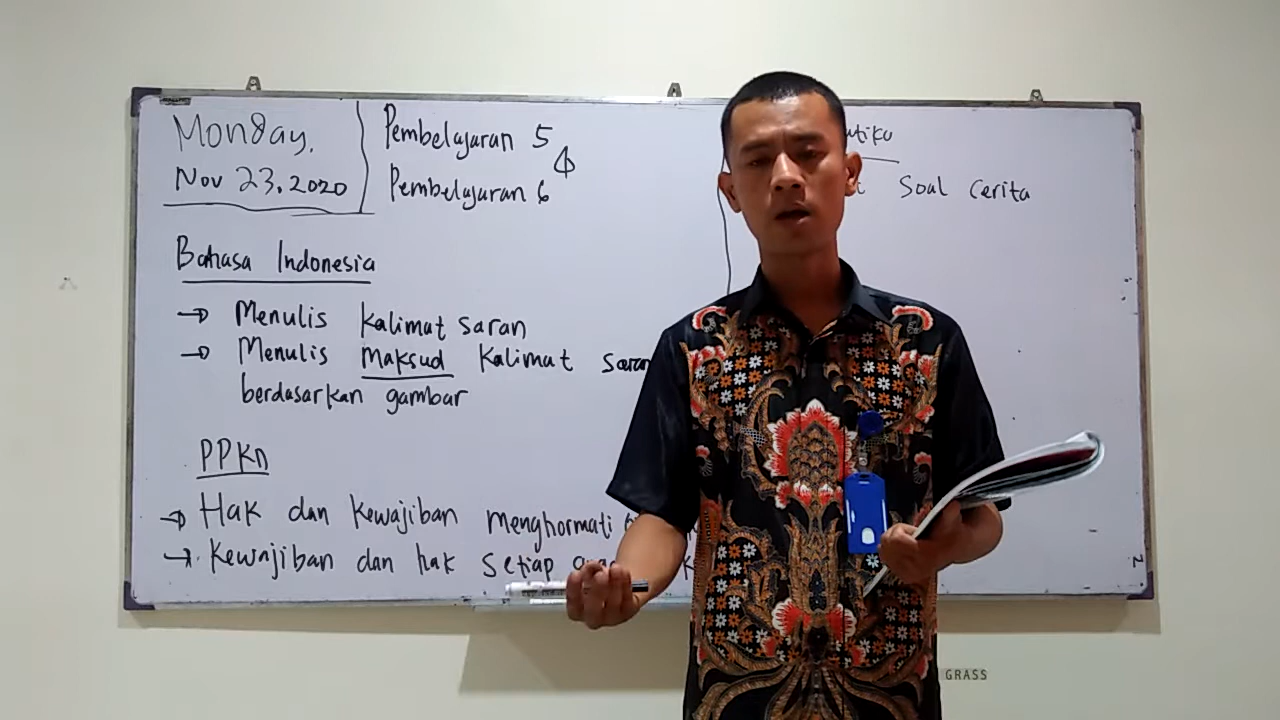 Monday,
Nov 23, 2020
Pembelajaran 5
&
Pembelajaran 6
Soal cerita
Bahasa Indonesia
→ Menulis kalimat saran
→ Menulis maksud kalimat saran
berdasarkan gambar
PPKn
→ Hak dan kewajiban menghormati
→ Kewajiban dan hak setiap
GRASS